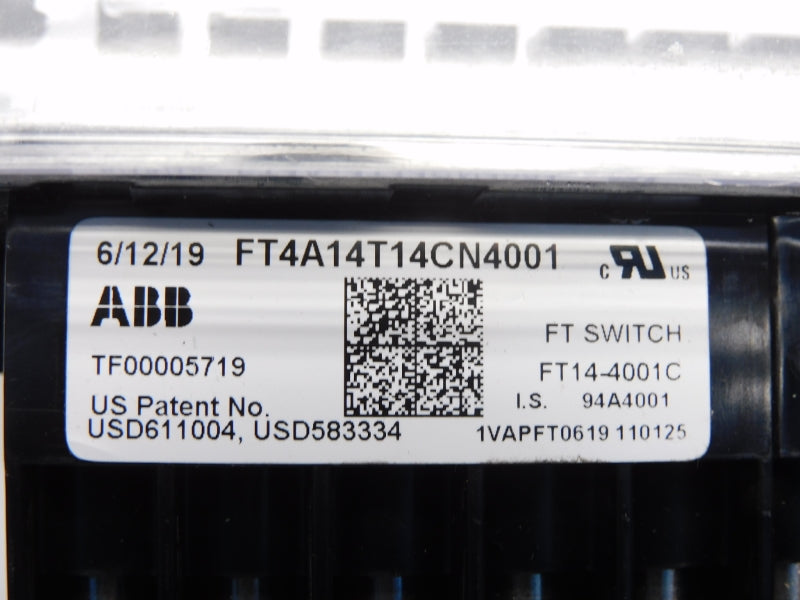 6/12/19 FT4A14T14CN4001
C RU US
ABB
FT SWITCH
TF00005719
FT14-4001C
I.S. 94A4001
US Patent No.
USD611004, USD583334
1VAPFT0619 110125